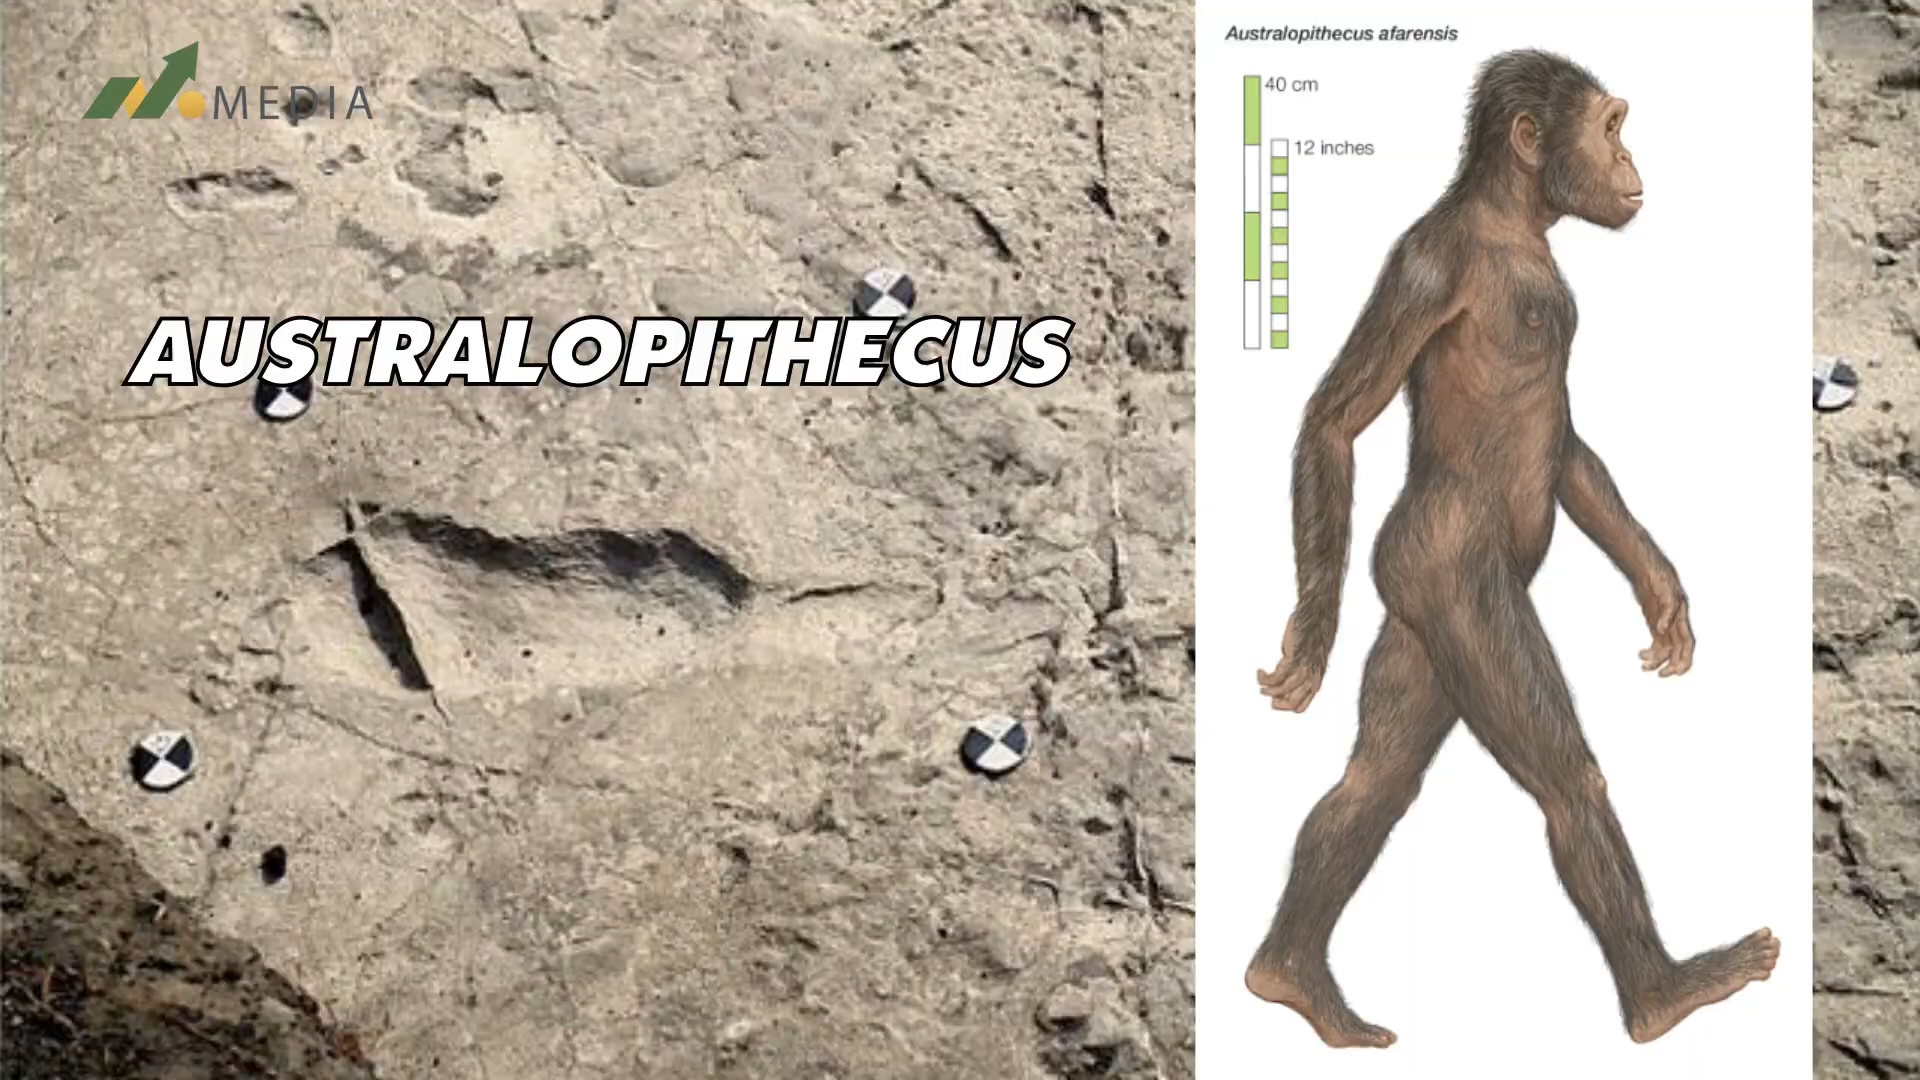 MEDIA
AUSTRALOPITHECUS
Australopithecus afarensis
40 cm
12 inches